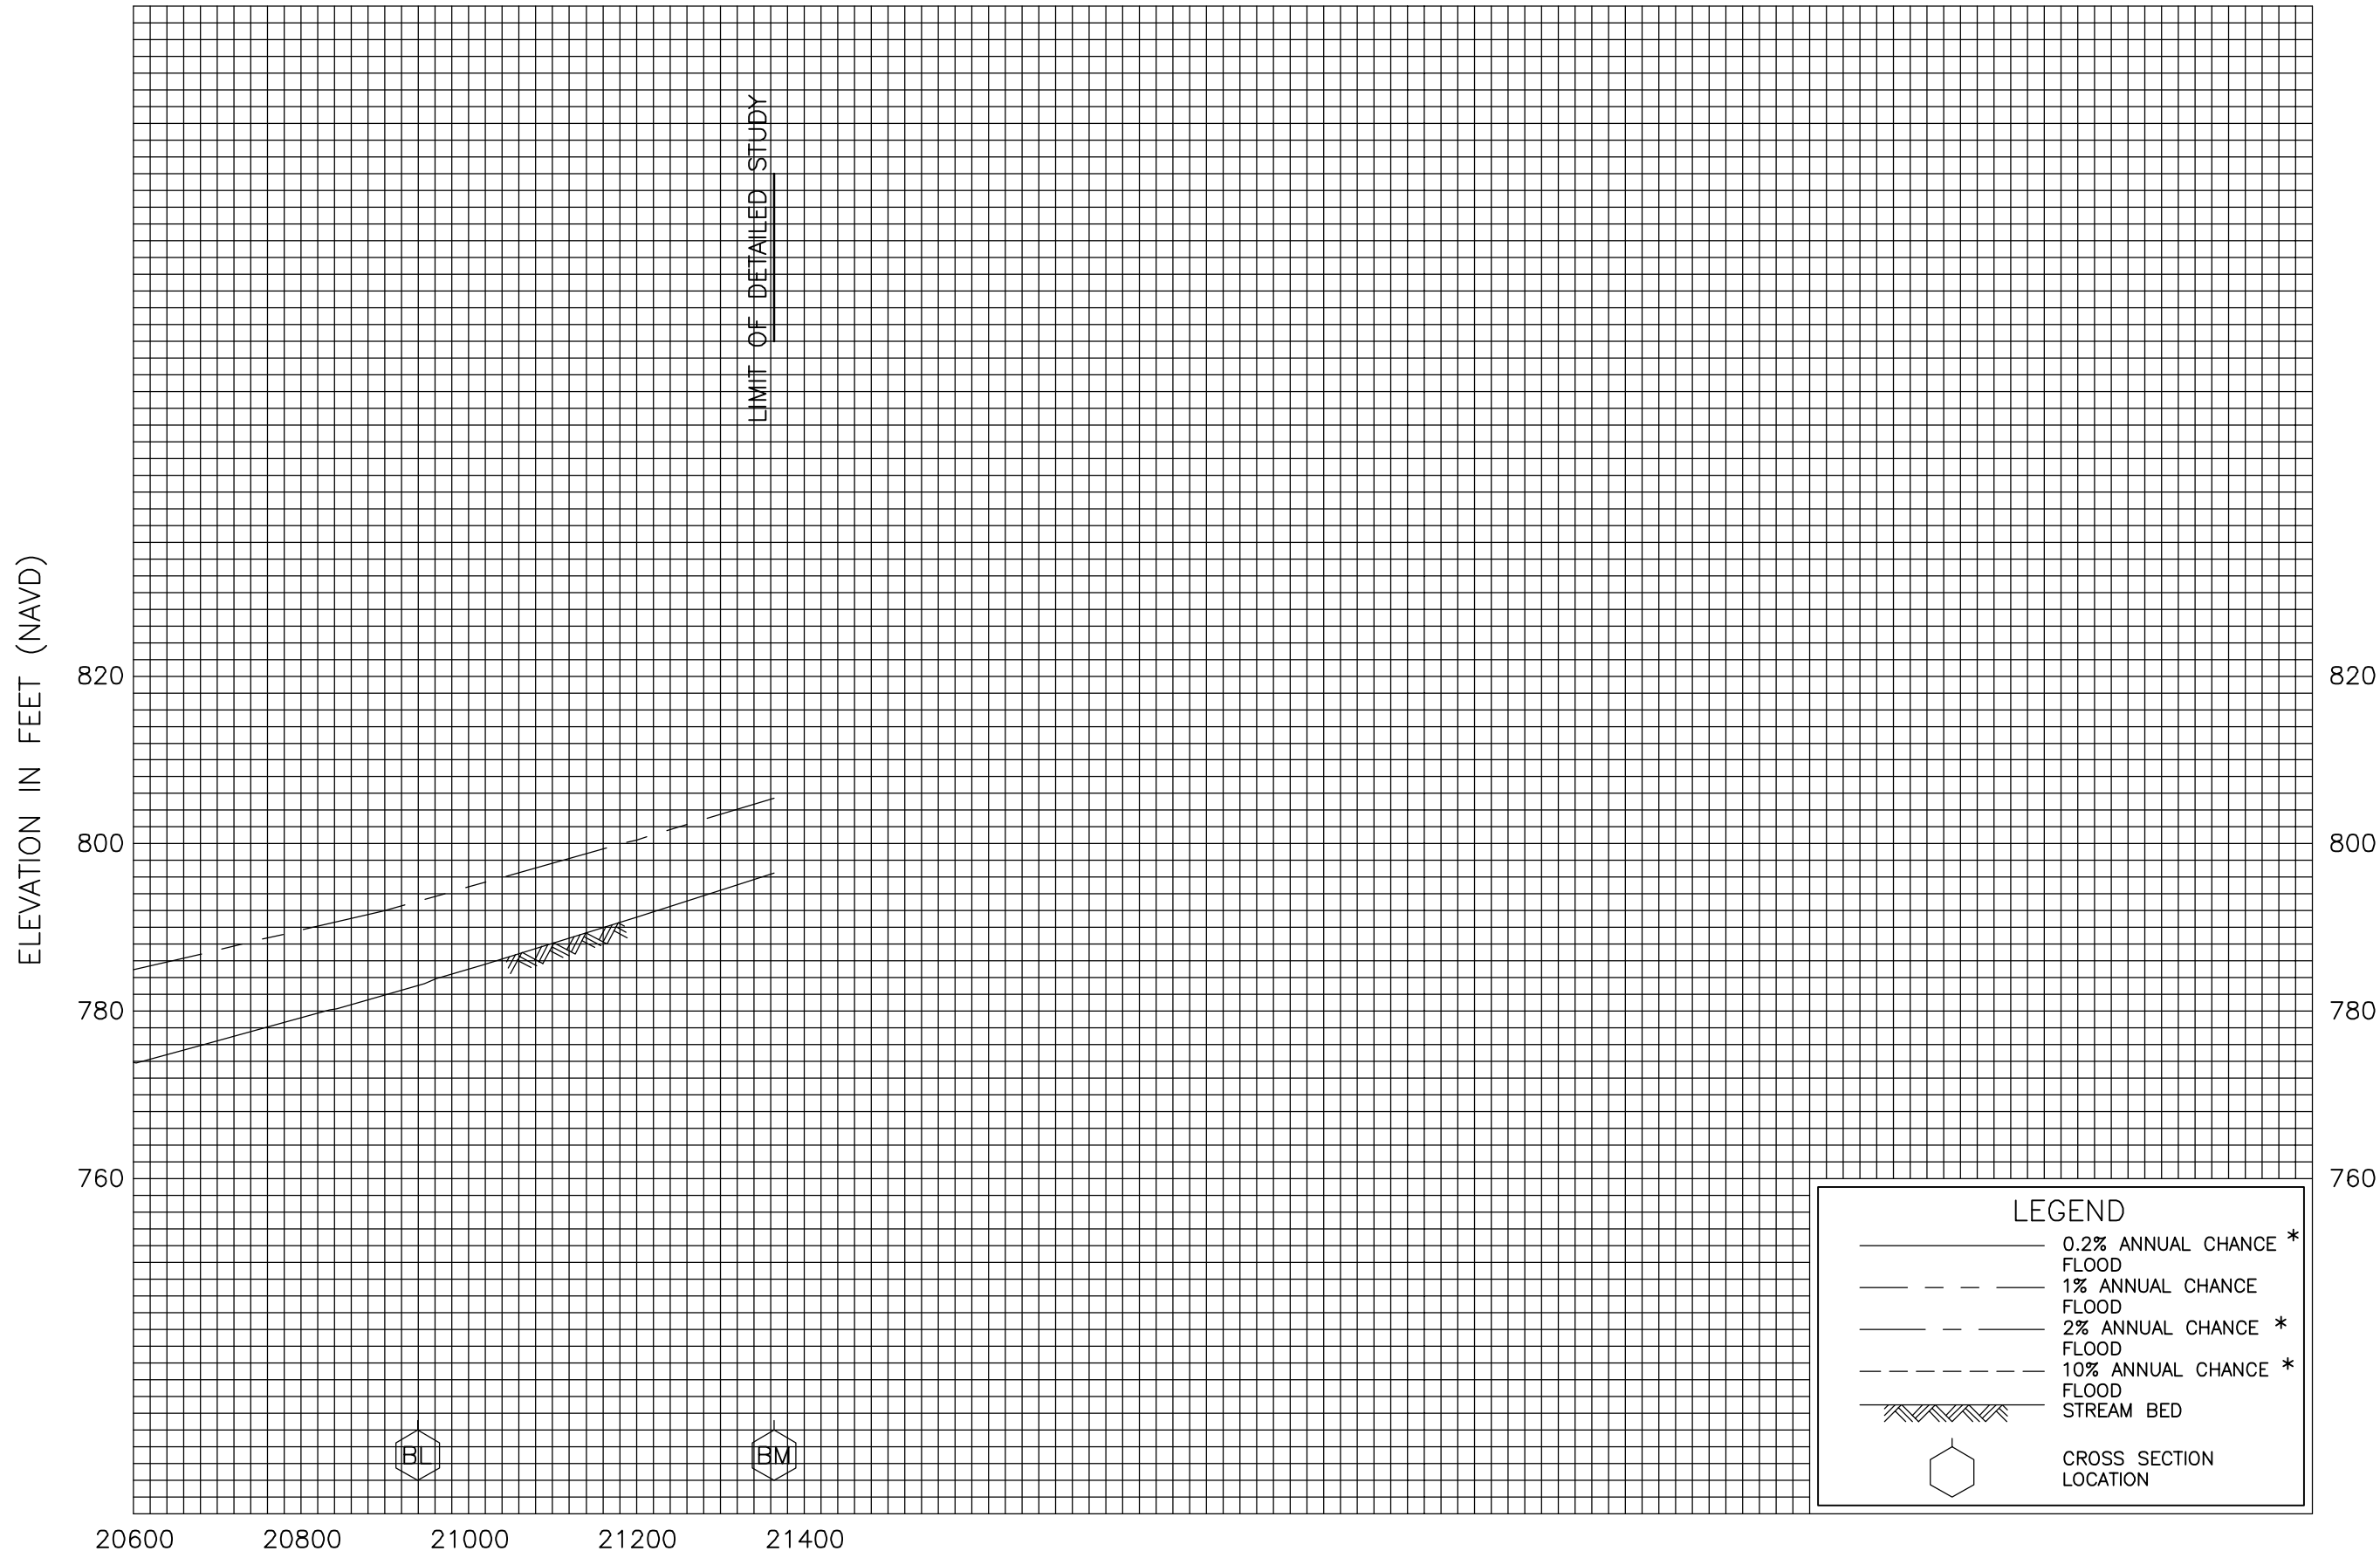 LIMIT OF DETAILED STUDY
ELEVATION IN FEET (NAVD)
820
820
800
800
780
780
760
760
LEGEND
0.2% ANNUAL CHANCE *
FLOOD
1% ANNUAL CHANCE
FLOOD
2% ANNUAL CHANCE *
FLOOD
10% ANNUAL CHANCE *
FLOOD
STREAM BED
CROSS SECTION
LOCATION
BL
BM
20600 20800 21000 21200 21400